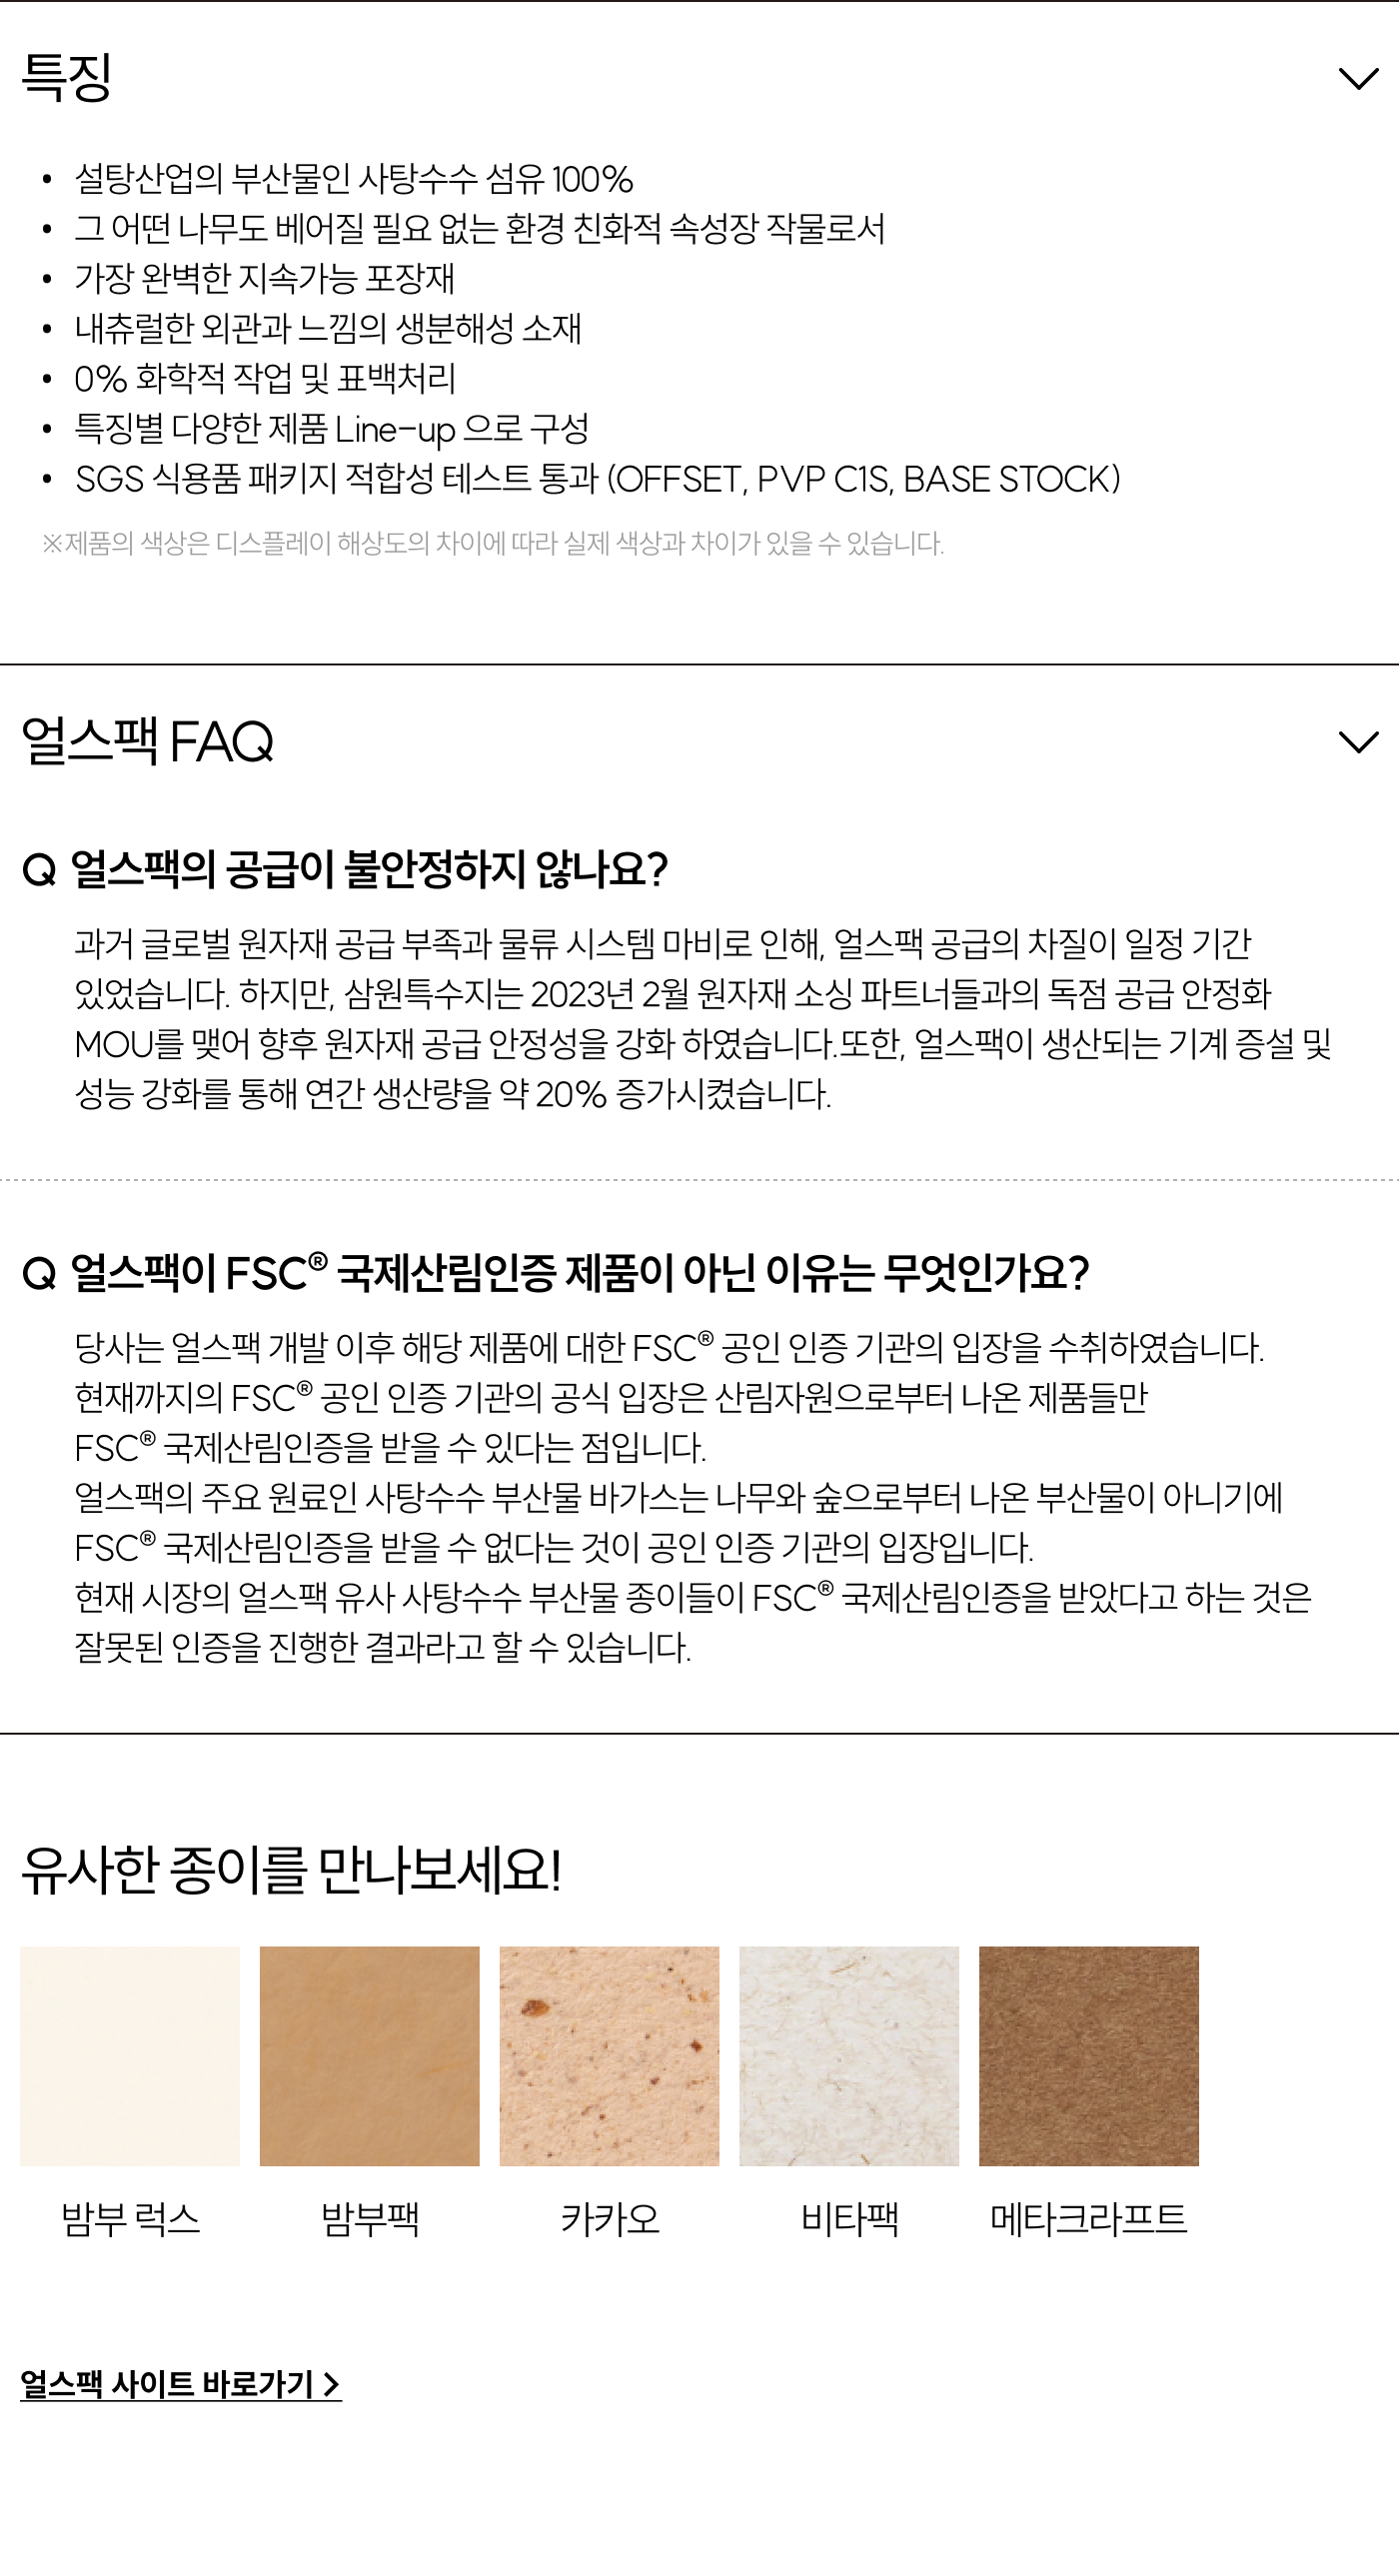 특징
• 설탕산업의 부산물인 사탕수수 섬유 100%
• 그 어떤 나무도 베어질 필요 없는 환경 친화적 속성장 작물로서
• 가장 완벽한 지속가능 포장재
• 내츄럴한 외관과 느낌의 생분해성 소재
• 0% 화학적 작업 및 표백처리
• 특징별 다양한 제품 Line-up 으로 구성
• SGS 식용품 패키지 적합성 테스트 통과 (OFFSET, PVP C1S, BASE STOCK)
※제품의 색상은 디스플레이 해상도의 차이에 따라 실제 색상과 차이가 있을 수 있습니다.
얼스팩 FAQ
Q 얼스팩의 공급이 불안정하지 않나요?
과거 글로벌 원자재 공급 부족과 물류 시스템 마비로 인해, 얼스팩 공급의 차질이 일정 기간
있었습니다. 하지만, 삼원특수지는 2023년 2월 원자재 소싱 파트너들과의 독점 공급 안정화
MOU를 맺어 향후 원자재 공급 안정성을 강화 하였습니다.또한, 얼스팩이 생산되는 기계 증설 및
성능 강화를 통해 연간 생산량을 약 20% 증가시켰습니다.
Q 얼스팩이 FSC® 국제산림인증 제품이 아닌 이유는 무엇인가요?
당사는 얼스팩 개발 이후 해당 제품에 대한 FSC® 공인 인증 기관의 입장을 수취하였습니다.
현재까지의 FSC® 공인 인증 기관의 공식 입장은 산림자원으로부터 나온 제품들만
FSC® 국제산림인증을 받을 수 있다는 점입니다.
얼스팩의 주요 원료인 사탕수수 부산물 바가스는 나무와 숲으로부터 나온 부산물이 아니기에
FSC® 국제산림인증을 받을 수 없다는 것이 공인 인증 기관의 입장입니다.
현재 시장의 얼스팩 유사 사탕수수 부산물 종이들이 FSC® 국제산림인증을 받았다고 하는 것은
잘못된 인증을 진행한 결과라고 할 수 있습니다.
유사한 종이를 만나보세요!
밤부 럭스
밤부팩
카카오
비타팩
메타크라프트
얼스팩 사이트 바로가기 >